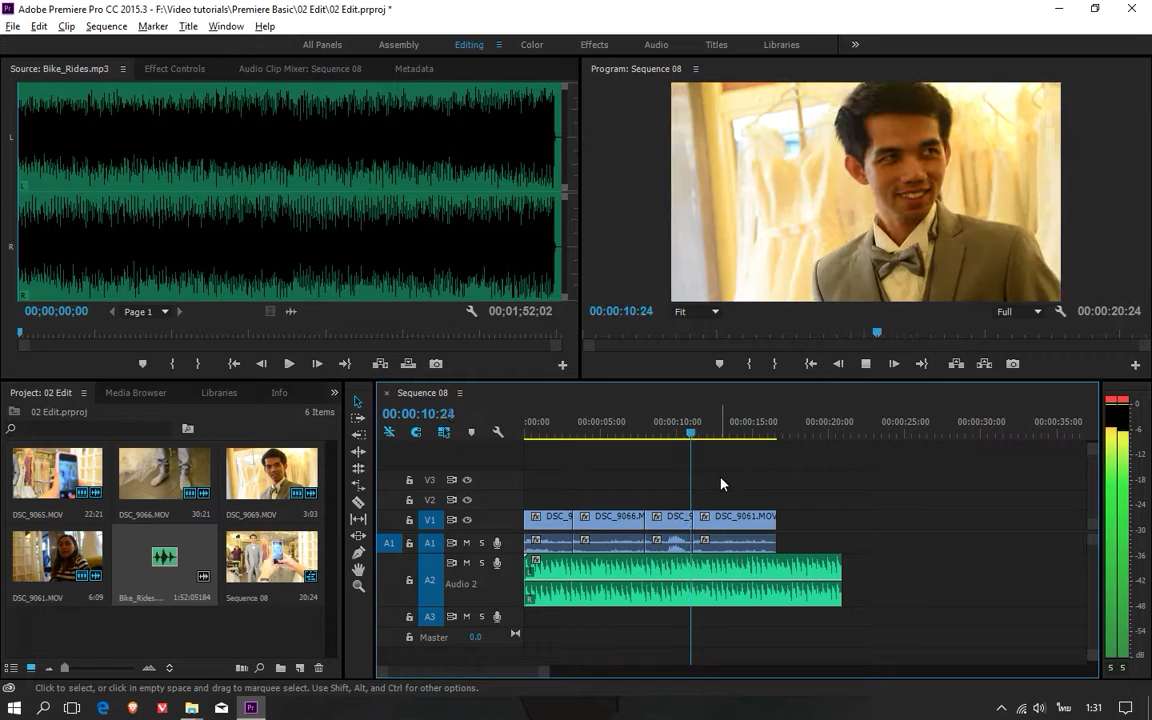 Adobe Premiere Pro CC 2015.3 - F:\Video tutorials\Premiere Basic\02 Edit\02 Edit.prproj *
File Edit Clip Sequence Marker Title Window Help
All Panels Assembly Editing Color Effects Audio Titles Libraries
Source: Bike_Rides.mp3 Effect Controls Audio Clip Mixer: Sequence 08 Metadata
Program: Sequence 08
L
L
R
R
00;00;00;00 Page 1 00;01;52;02
00:00:10:24 Fit Full 00:00:20:24
Project: 02 Edit Media Browser Libraries Info
02 Edit.prproj 6 Items
DSC_9065.MOV 22:21 DSC_9066.MOV 30:21 DSC_9069.MOV 3:03
DSC_9061.MOV 6:09 Bike_Rides.... 1:52:05184 Sequence 08 20:24
Sequence 08
00:00:10:24
:00:00 00:00:05:00 00:00:10:00 00:00:15:00 00:00:20:00 00:00:25:00 00:00:30:00 00:00:35:00
V3
V2
V1 fx DSC_9 fx DSC_9066.M fx DSC_9 fx DSC_9061.MOV
A1 A1 M S
A2 M S L
Audio 2 R
A3 M S
Master 0.0
0
-6
-12
-18
-24
-30
-36
-42
-48
-54
dB
S S
Click to select, or click in empty space and drag to marquee select. Use Shift, Alt, and Ctrl for other options.
ไทย 1:31